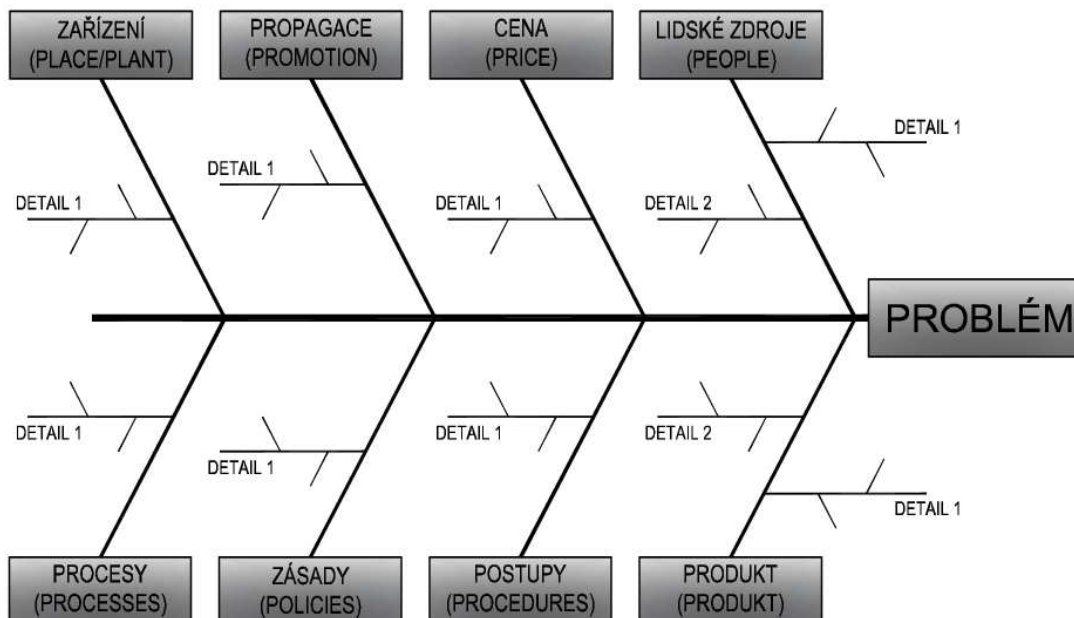 ZAŘÍZENÍ
(PLACE/PLANT)
PROPAGACE
(PROMOTION)
CENA
(PRICE)
LIDSKÉ ZDROJE
(PEOPLE)
DETAIL 1
DETAIL 1
DETAIL 1
DETAIL 1
DETAIL 2
PROBLÉM
DETAIL 1
DETAIL 1
DETAIL 1
DETAIL 2
DETAIL 1
PROCESY
(PROCESSES)
ZÁSADY
(POLICIES)
POSTUPY
(PROCEDURES)
PRODUKT
(PRODUKT)